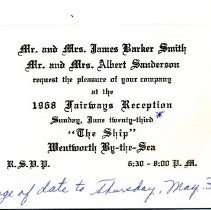 Mr. and Mrs. James Barker Smith
Mr. and Mrs. Albert Sanderson
request the pleasure of your company
at the
1968 Fairways Reception
Sunday, June twenty-third *
"The Ship"
Wentworth By-the-Sea
R.S.V.P. 6:30 - 8:00 P.M.
ge of date to Thursday, May 3